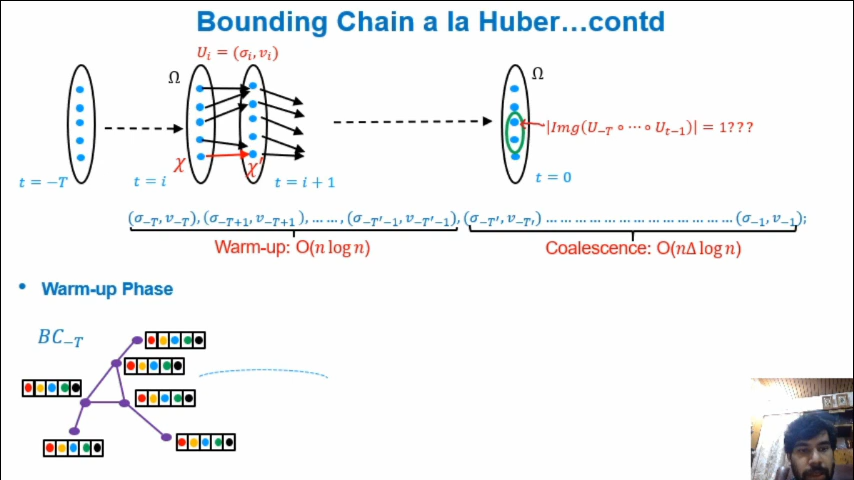 Bounding Chain a la Huber…contd
U_i = (σ_i, v_i)
Ω
Ω
χ
χ'
|Img(U_{-T} ∘ ⋯ ∘ U_{t-1})| = 1???
t = −T
t = i
t = i + 1
t = 0
(σ_{-T}, v_{-T}), (σ_{-T+1}, v_{-T+1}), … …, (σ_{-T'-1}, v_{-T'-1}), (σ_{-T'}, v_{-T'}) … … … … … … … … … … (σ_{-1}, v_{-1});
Warm-up: O(n log n)
Coalescence: O(nΔ log n)
• Warm-up Phase
BC_{-T}